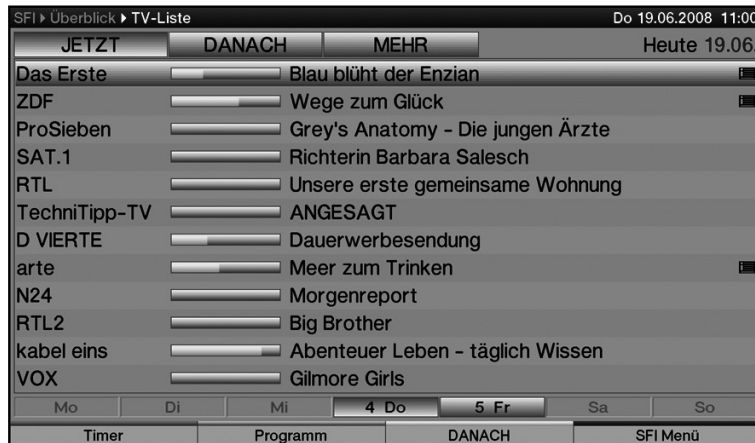 SFI ▸ Überblick ▸ TV-Liste Do 19.06.2008 11:00
JETZT DANACH MEHR Heute 19.06.
Das Erste Blau blüht der Enzian
ZDF Wege zum Glück
ProSieben Grey's Anatomy - Die jungen Ärzte
SAT.1 Richterin Barbara Salesch
RTL Unsere erste gemeinsame Wohnung
TechniTipp-TV ANGESAGT
D VIERTE Dauerwerbesendung
arte Meer zum Trinken
N24 Morgenreport
RTL2 Big Brother
kabel eins Abenteuer Leben - täglich Wissen
VOX Gilmore Girls
Mo Di Mi 4 Do 5 Fr Sa So
Timer Programm DANACH SFI Menü